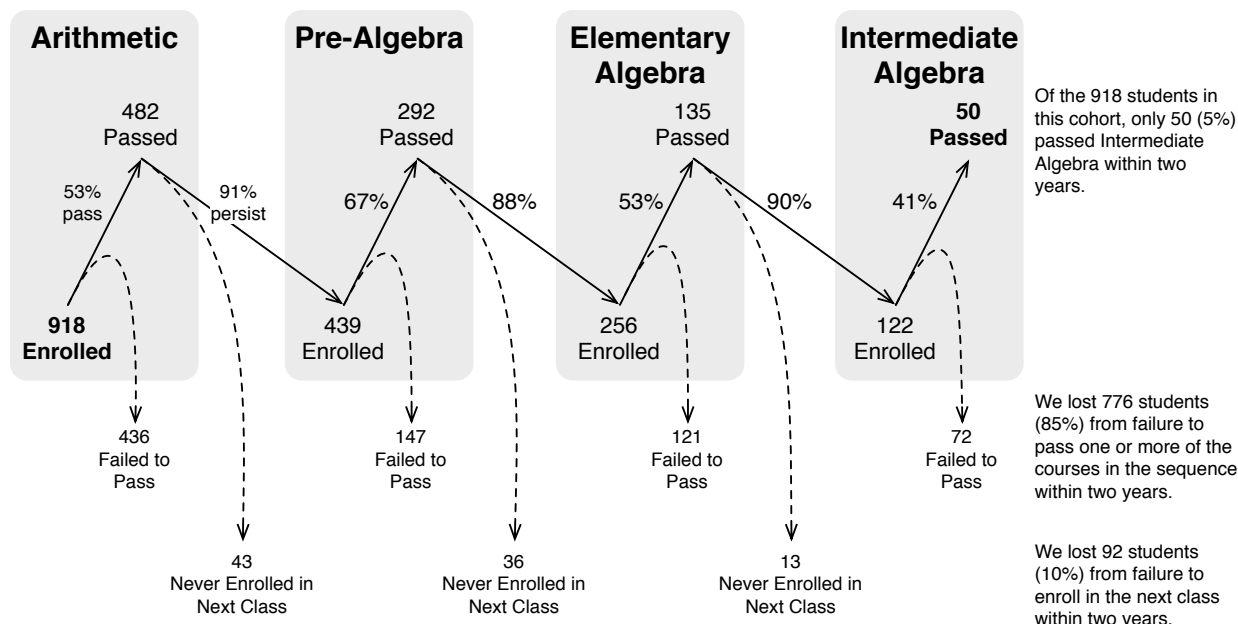 Arithmetic
Pre-Algebra
Elementary
Algebra
Intermediate
Algebra
482
Passed
292
Passed
135
Passed
50
Passed
Of the 918 students in
this cohort, only 50 (5%)
passed Intermediate
Algebra within two
years.
53%
pass
91%
persist
67%
88%
53%
90%
41%
918
Enrolled
439
Enrolled
256
Enrolled
122
Enrolled
436
Failed to
Pass
147
Failed to
Pass
121
Failed to
Pass
72
Failed to
Pass
We lost 776 students
(85%) from failure to
pass one or more of the
courses in the sequence
within two years.
43
Never Enrolled in
Next Class
36
Never Enrolled in
Next Class
13
Never Enrolled in
Next Class
We lost 92 students
(10%) from failure to
enroll in the next class
within two years.